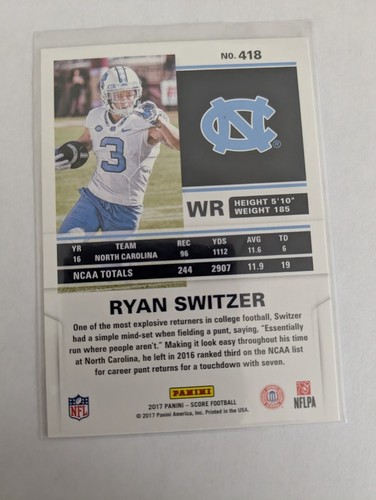 NO. 418
3
NC
®
WR HEIGHT 5'10"
WEIGHT 185
YR TEAM REC YDS AVG TD
16 NORTH CAROLINA 96 1112 11.6 6
NCAA TOTALS 244 2907 11.9 19
RYAN SWITZER
One of the most explosive returners in college football, Switzer
had a simple mind-set when fielding a punt, saying, "Essentially
run where people aren't." Making it look easy throughout his time
at North Carolina, he left in 2016 ranked third on the NCAA list
for career punt returns for a touchdown with seven.
PANINI
NFL
2017 PANINI – SCORE FOOTBALL
© 2017 Panini America, Inc. Printed in the USA.
NFLPA